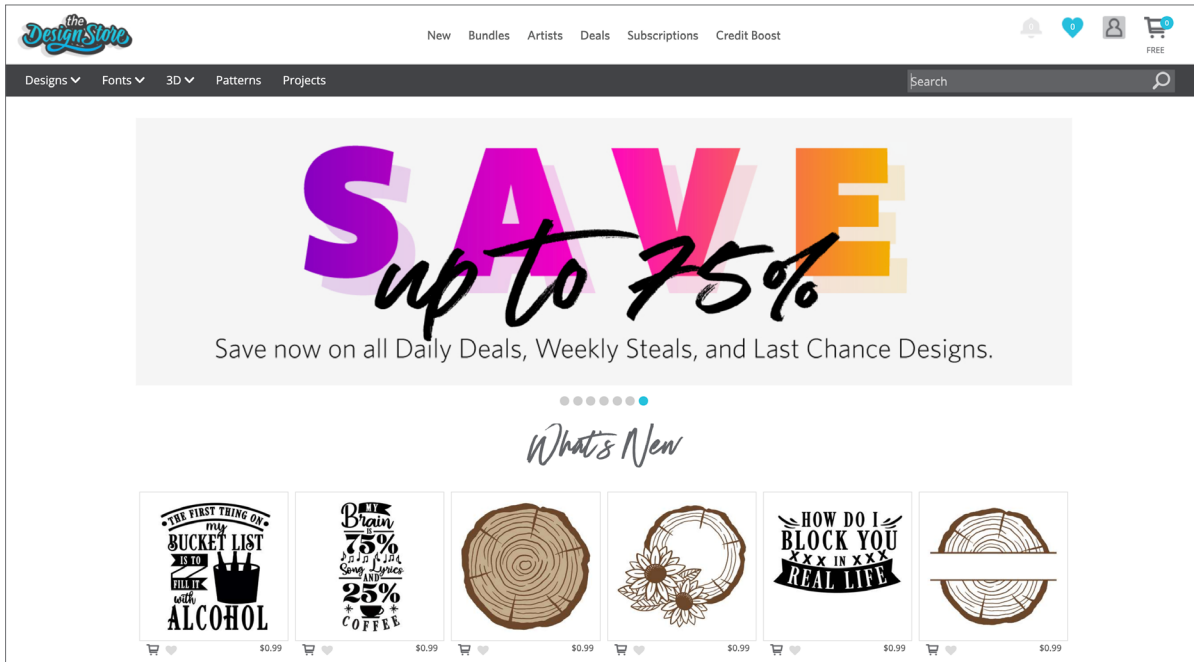 the
Design Store
New Bundles Artists Deals Subscriptions Credit Boost
0
0
0
FREE
Designs Fonts 3D Patterns Projects
Search
SAVE
up to 75%
Save now on all Daily Deals, Weekly Steals, and Last Chance Designs.
What's New
THE FIRST THING ON
my
BUCKET LIST
IS TO
FILL IT
with
ALCOHOL
MY
Brain
IS
75%
Song Lyrics
AND
25%
COFFEE
HOW DO I
BLOCK YOU
XXX IN XXX
REAL LIFE
$0.99 $0.99 $0.99 $0.99 $0.99 $0.99